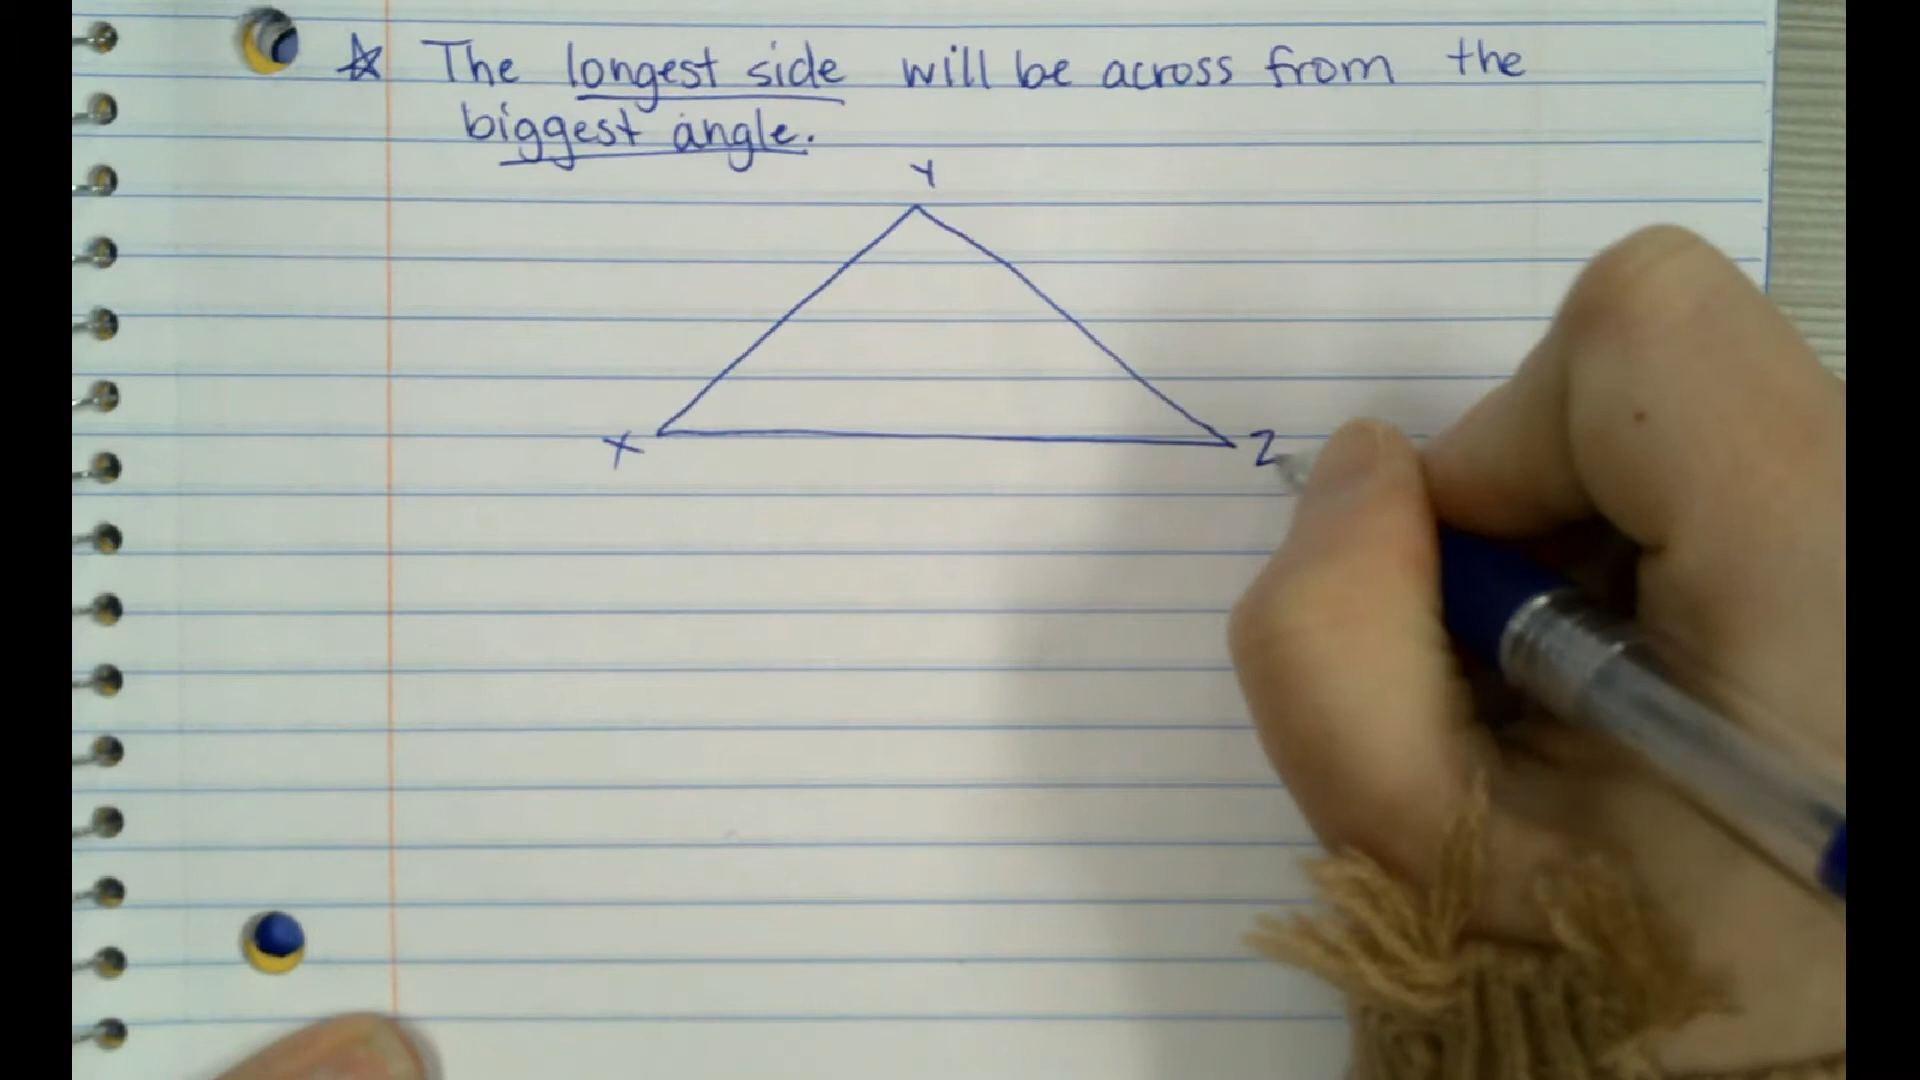 ☆ The longest side will be across from the
biggest angle.
Y
X Z